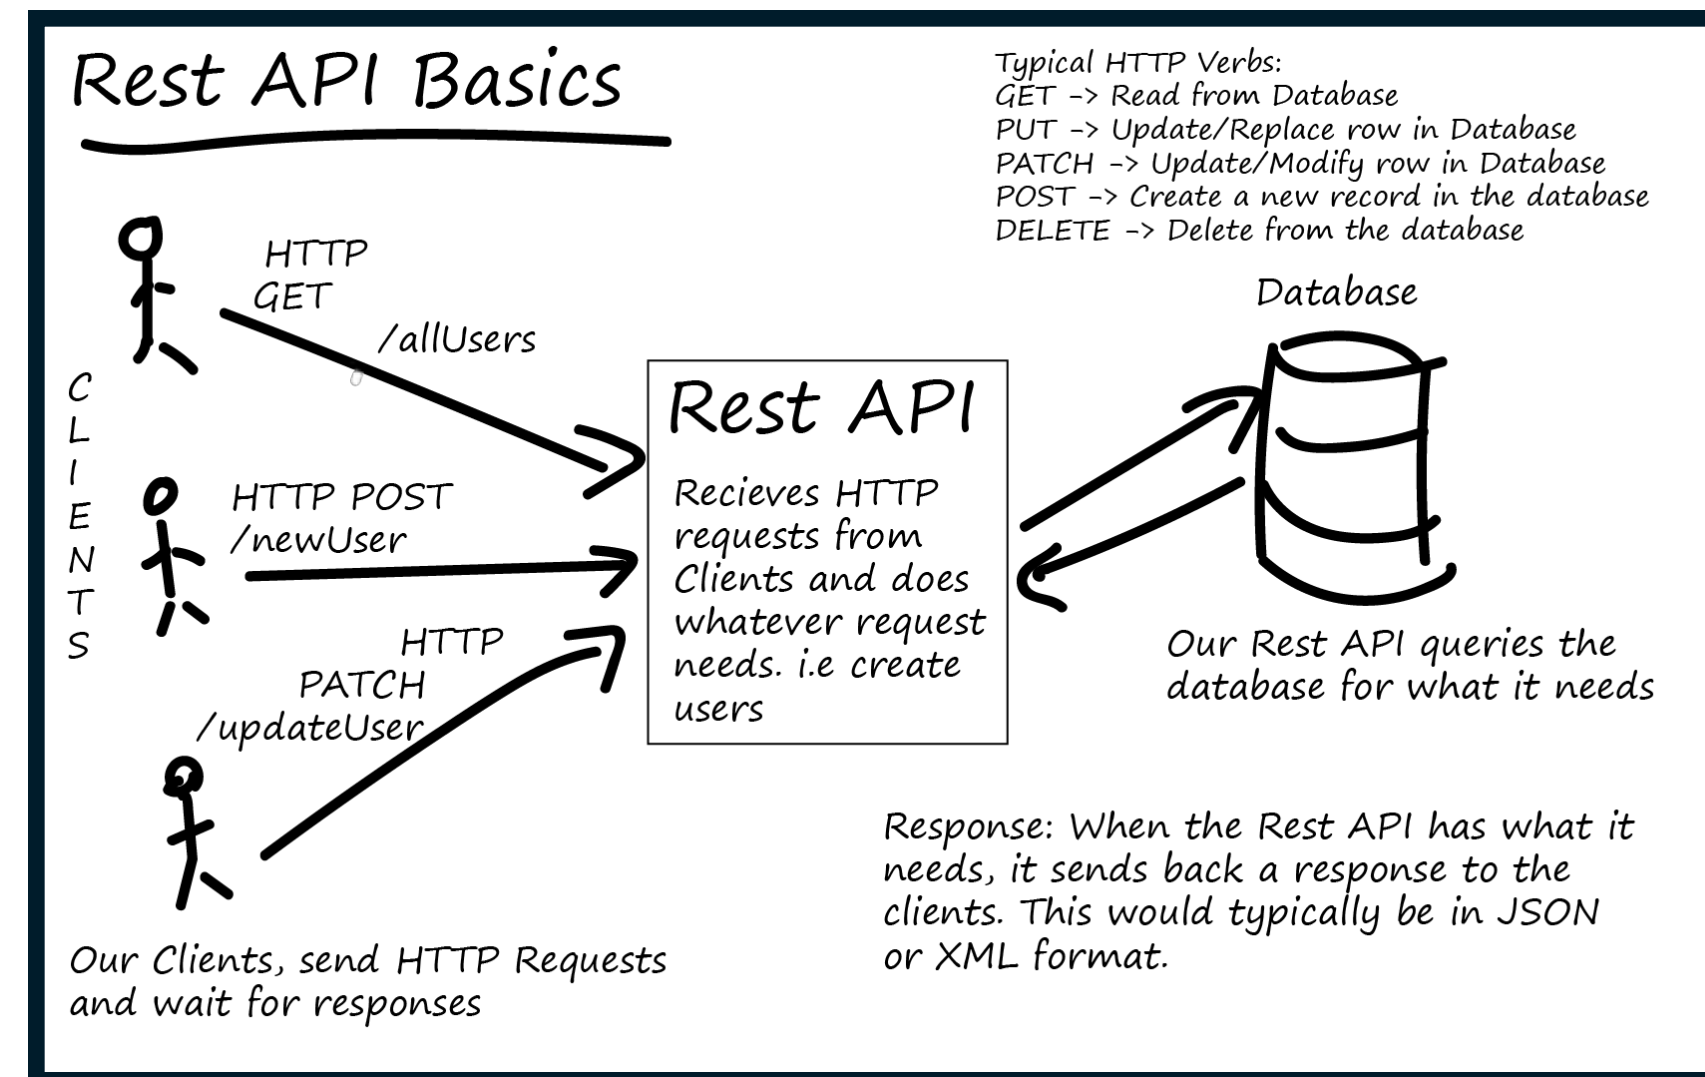 Rest API Basics
Typical HTTP Verbs:
GET -> Read from Database
PUT -> Update/Replace row in Database
PATCH -> Update/Modify row in Database
POST -> Create a new record in the database
DELETE -> Delete from the database
CLIENTS
HTTP
GET
/allUsers
HTTP POST
/newUser
HTTP
PATCH
/updateUser
Our Clients, send HTTP Requests
and wait for responses
Rest API
Recieves HTTP
requests from
Clients and does
whatever request
needs. i.e create
users
Database
Our Rest API queries the
database for what it needs
Response: When the Rest API has what it
needs, it sends back a response to the
clients. This would typically be in JSON
or XML format.